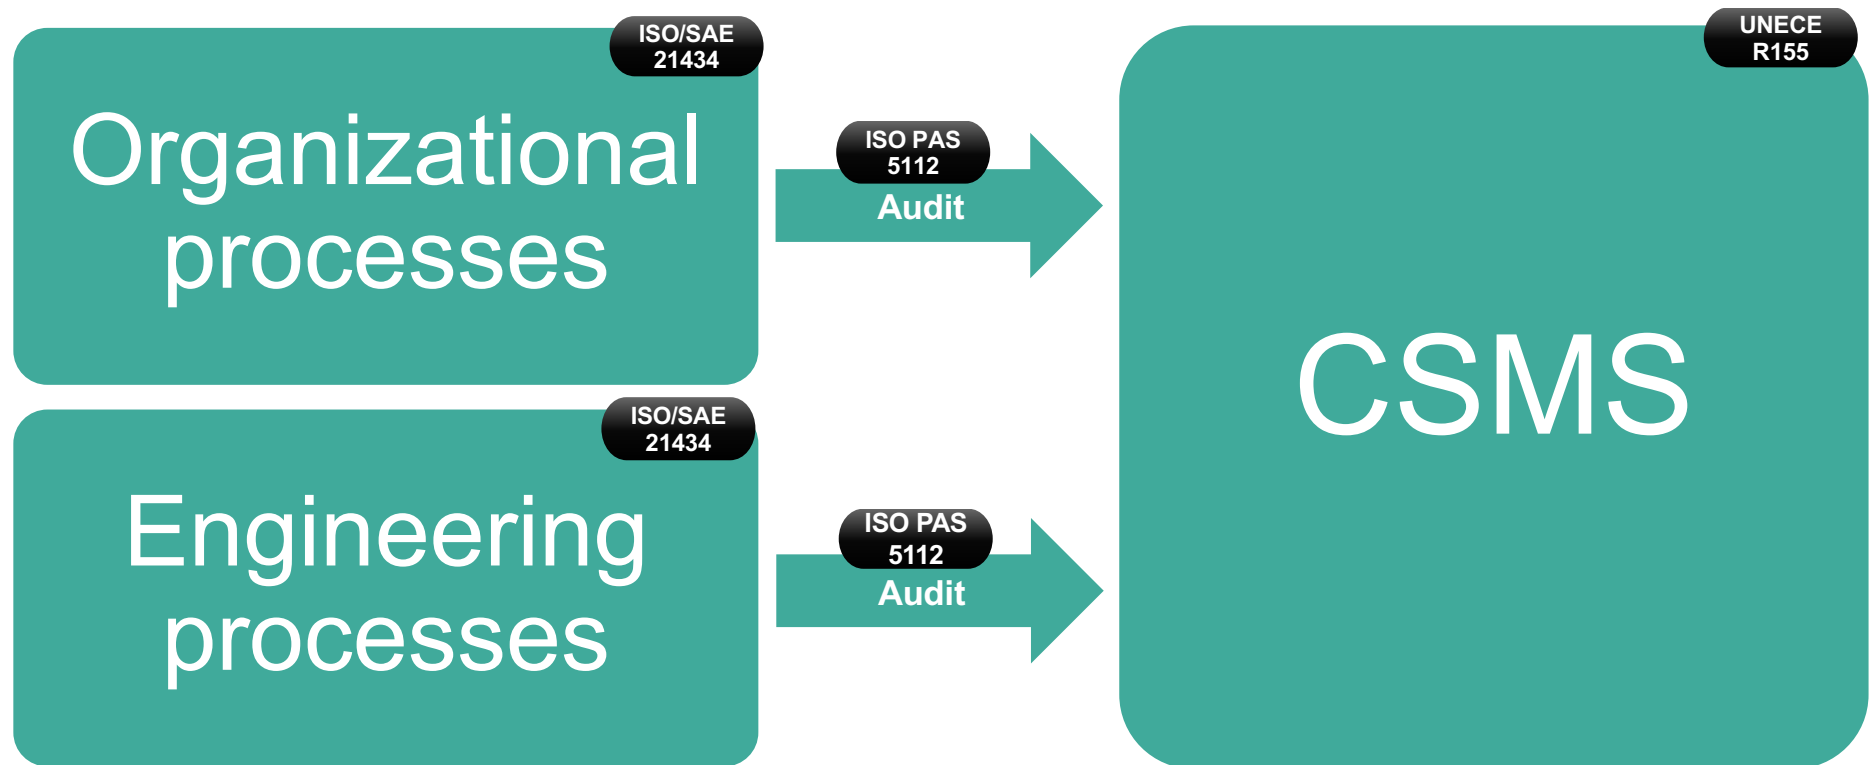 ISO/SAE
21434
Organizational
processes
ISO PAS
5112
Audit
ISO/SAE
21434
Engineering
processes
ISO PAS
5112
Audit
UNECE
R155
CSMS